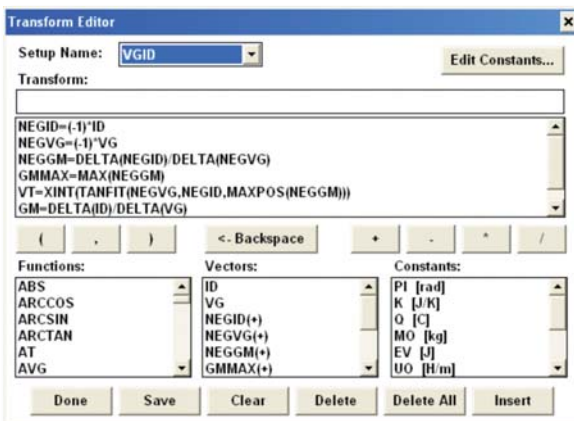 Transform Editor
Setup Name: VGID Edit Constants...
Transform:
NEGID=(-1)*ID
NEGVG=(-1)*VG
NEGGM=DELTA(NEGID)/DELTA(NEGVG)
GMMAX=MAX(NEGGM)
VT=XINT(TANFIT(NEGVG,NEGID,MAXPOS(NEGGM)))
GM=DELTA(ID)/DELTA(VG)
( , ) <- Backspace + - * /
Functions: Vectors: Constants:
ABS ID PI [rad]
ARCCOS VG K [J/K]
ARCSIN NEGID(+) Q [C]
ARCTAN NEGVG(+) MO [kg]
AT NEGGM(+) EV [J]
AVG GMMAX(+) UO [H/m]
Done Save Clear Delete Delete All Insert